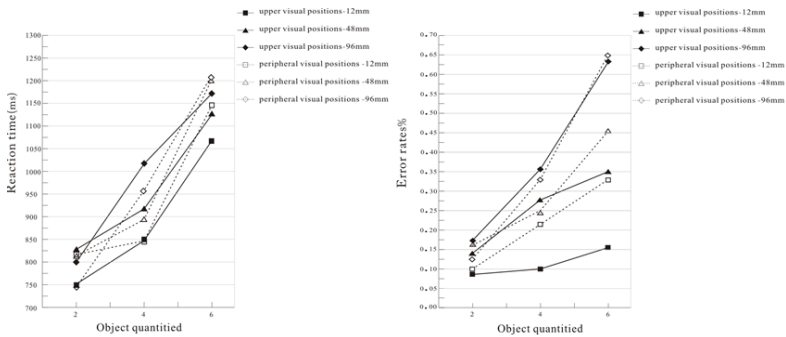 upper visual positions-12mm
upper visual positions-48mm
upper visual positions-96mm
peripheral visual positions -12mm
peripheral visual positions -48mm
peripheral visual positions -96mm
1300
1250
1200
1150
1100
1050
1000
950
900
850
800
750
700
Reaction time(ms)
2
4
6
Object quantitied
upper visual positions-12mm
upper visual positions-48mm
upper visual positions-96mm
peripheral visual positions -12mm
peripheral visual positions -48mm
peripheral visual positions -96mm
0.70
0.65
0.60
0.55
0.50
0.45
0.40
0.35
0.30
0.25
0.20
0.15
0.10
0.05
0.00
Error rates%
2
4
6
Object quantitied